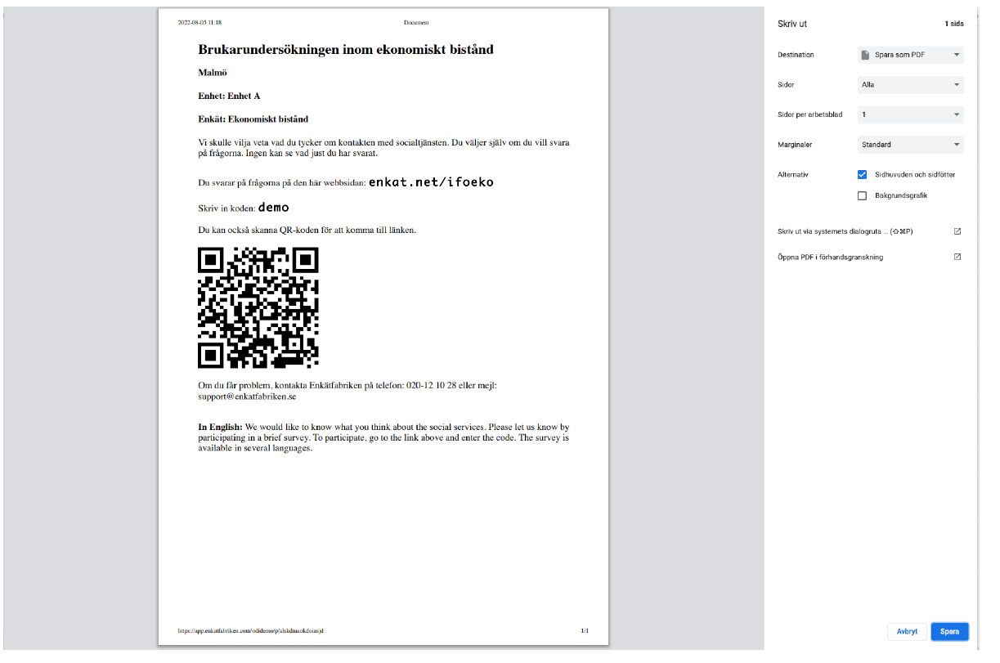 2022-08-05 11:18
Document
Brukarundersökningen inom ekonomiskt bistånd
Malmö
Enhet: Enhet A
Enkät: Ekonomiskt bistånd
Vi skulle vilja veta vad du tycker om kontakten med socialtjänsten. Du väljer själv om du vill svara
på frågorna. Ingen kan se vad just du har svarat.
Du svarar på frågorna på den här webbsidan: enkat.net/ifoeko
Skriv in koden: demo
Du kan också skanna QR-koden för att komma till länken.
Om du får problem, kontakta Enkätfabriken på telefon: 020-12 10 28 eller mejl:
support@enkatfabriken.se
In English: We would like to know what you think about the social services. Please let us know by
participating in a brief survey. To participate, go to the link above and enter the code. The survey is
available in several languages.
https://app.enkatfabriken.com/odidemo/p/alskdmaokdoiasjd
1/1
Skriv ut
1 sida
Destination
Spara som PDF
Sidor
Alla
Sidor per arbetsblad
1
Marginaler
Standard
Alternativ
Sidhuvuden och sidfötter
Bakgrundsgrafik
Skriv ut via systemets dialogruta ... (⇧⌘P)
Öppna PDF i förhandsgranskning
Avbryt
Spara